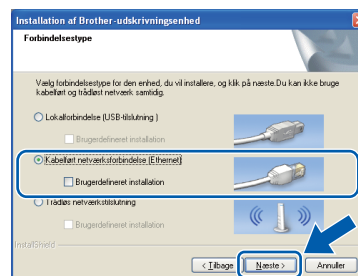 Installation af Brother-udskrivningsenhed
Forbindelsestype
Vælg forbindelsestype for den enhed, du vil installere, og klik på næste.Du kan ikke bruge
kabelført og trådløst netværk samtidig.
Lokalforbindelse (USB-tilslutning )
Brugerdefineret installation
Kabelført netværksforbindelse (Ethernet)
Brugerdefineret installation
Trådløs netværkstilslutning
Brugerdefineret installation
InstallShield
< Tilbage
Næste >
Annuller